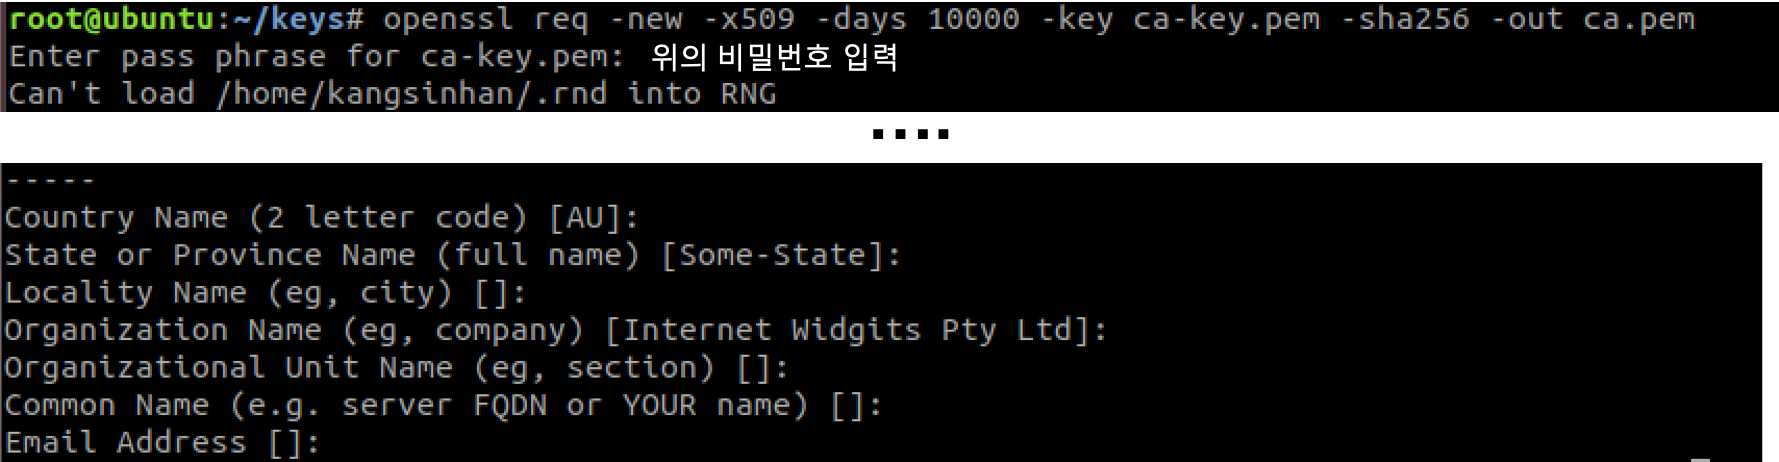 root@ubuntu:~/keys# openssl req -new -x509 -days 10000 -key ca-key.pem -sha256 -out ca.pem
Enter pass phrase for ca-key.pem: 위의 비밀번호 입력
Can't load /home/kangsinhan/.rnd into RNG
....
-----
Country Name (2 letter code) [AU]:
State or Province Name (full name) [Some-State]:
Locality Name (eg, city) []:
Organization Name (eg, company) [Internet Widgits Pty Ltd]:
Organizational Unit Name (eg, section) []:
Common Name (e.g. server FQDN or YOUR name) []:
Email Address []: